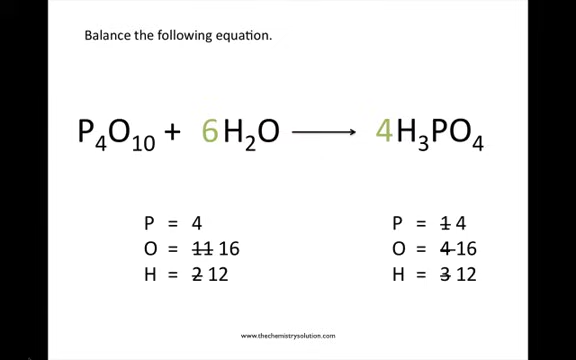 Balance the following equation.
P₄O₁₀ + 6H₂O ⟶ 4H₃PO₄
P = 4 P = 1 4
O = 11 16 O = 4 16
H = 2 12 H = 3 12
www.thechemistrysolution.com